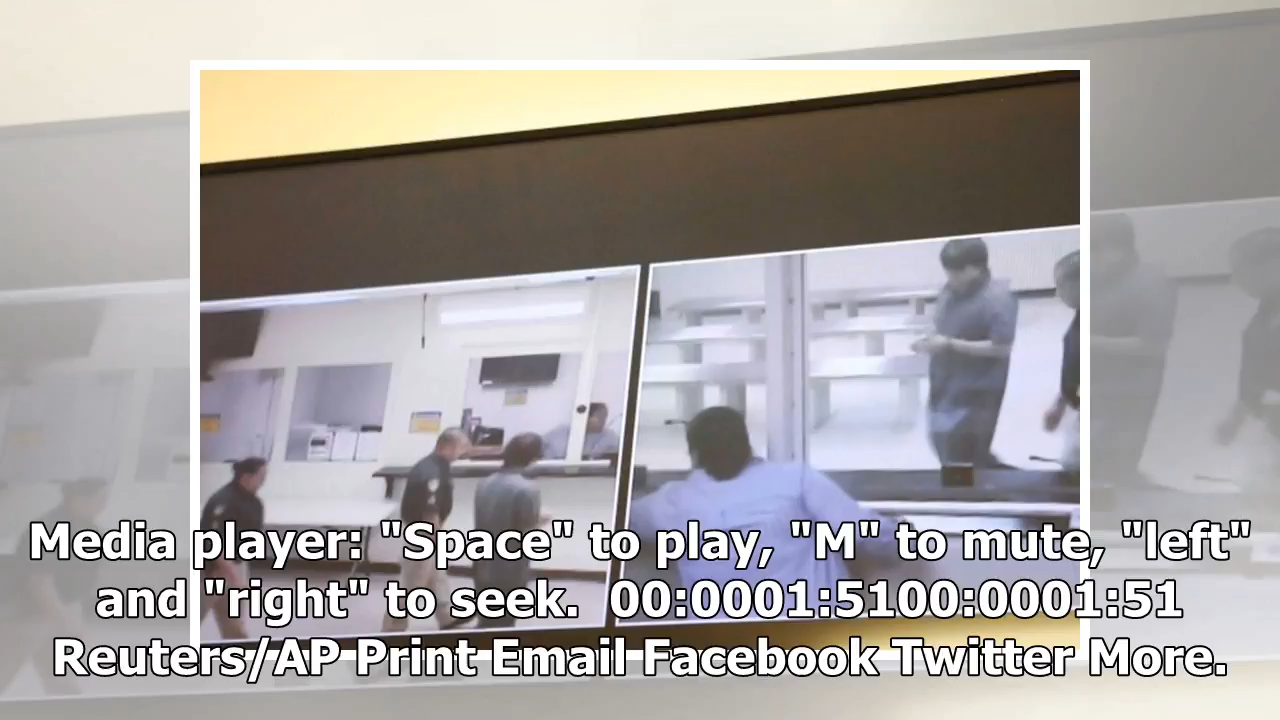 Media player: "Space" to play, "M" to mute, "left"
and "right" to seek.  00:0001:5100:0001:51
Reuters/AP Print Email Facebook Twitter More.